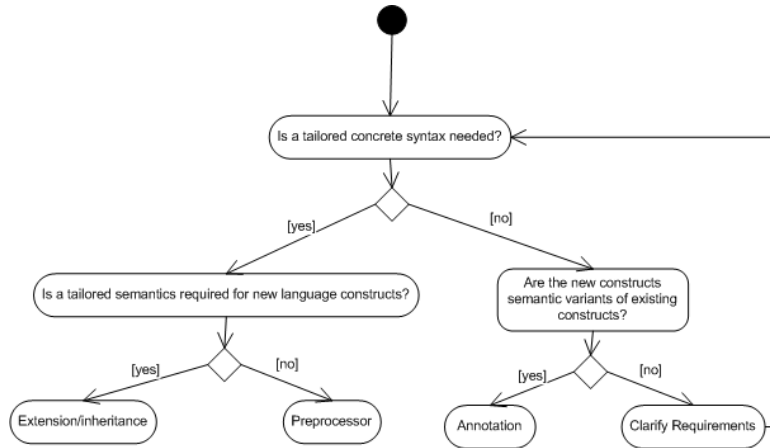 Is a tailored concrete syntax needed?
[yes]
[no]
Is a tailored semantics required for new language constructs?
Are the new constructs
semantic variants of existing
constructs?
[yes]
[no]
[yes]
[no]
Extension/inheritance
Preprocessor
Annotation
Clarify Requirements